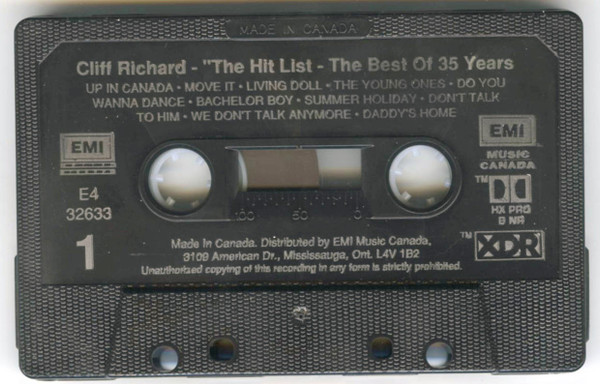 MADE IN CANADA
Cliff Richard - "The Hit List - The Best Of 35 Years
UP IN CANADA • MOVE IT • LIVING DOLL • THE YOUNG ONES • DO YOU
WANNA DANCE • BACHELOR BOY • SUMMER HOLIDAY • DON'T TALK
TO HIM • WE DON'T TALK ANYMORE • DADDY'S HOME
EMI
E4
32633
1
EMI
MUSIC
CANADA
TM
HX PRO
B NR
TM XDR
100 50 0
Made In Canada. Distributed by EMI Music Canada,
3109 American Dr., Mississauga, Ont. L4V 1B2
Unauthorized copying of this recording in any form is strictly prohibited.